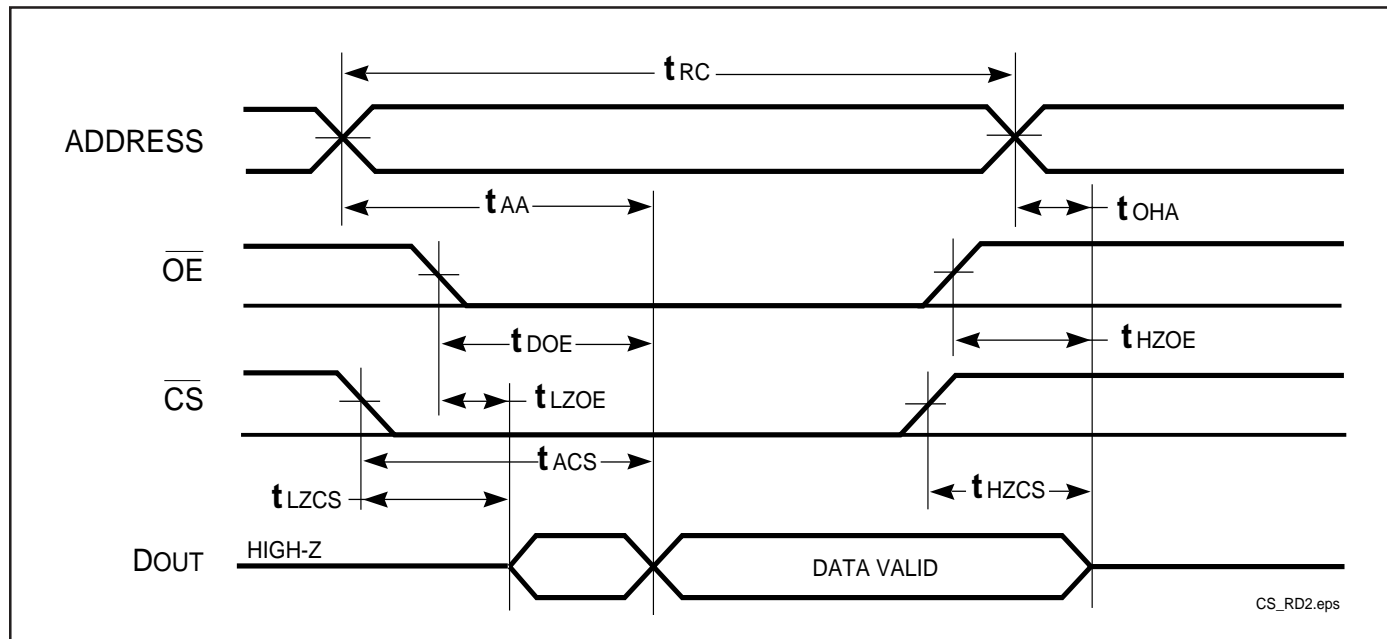 tRC
ADDRESS
tAA
tOHA
OE
tDOE
tHZOE
CS
tLZOE
tACS
tLZCS
tHZCS
DOUT
HIGH-Z
DATA VALID
CS_RD2.eps